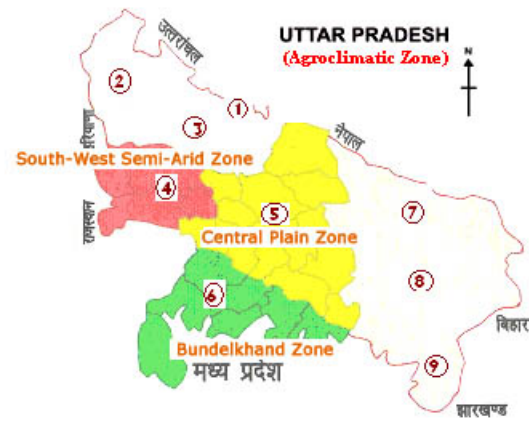 UTTAR PRADESH
(Agroclimatic Zone)
N
उत्तरांचल
2
1
3
हरियाणा
नेपाल
South-West Semi-Arid Zone
4
राजस्थान
5
7
Central Plain Zone
8
6
बिहार
Bundelkhand Zone
मध्य प्रदेश
9
झारखण्ड